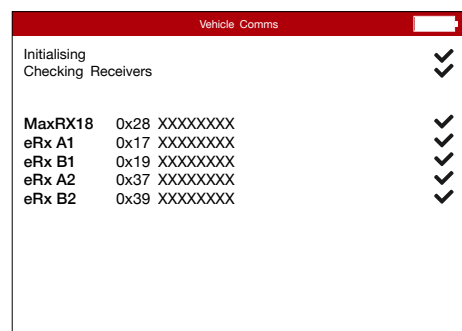 Vehicle Comms
Initialising
Checking Receivers
MaxRX18 0x28 XXXXXXXX
eRx A1 0x17 XXXXXXXX
eRx B1 0x19 XXXXXXXX
eRx A2 0x37 XXXXXXXX
eRx B2 0x39 XXXXXXXX